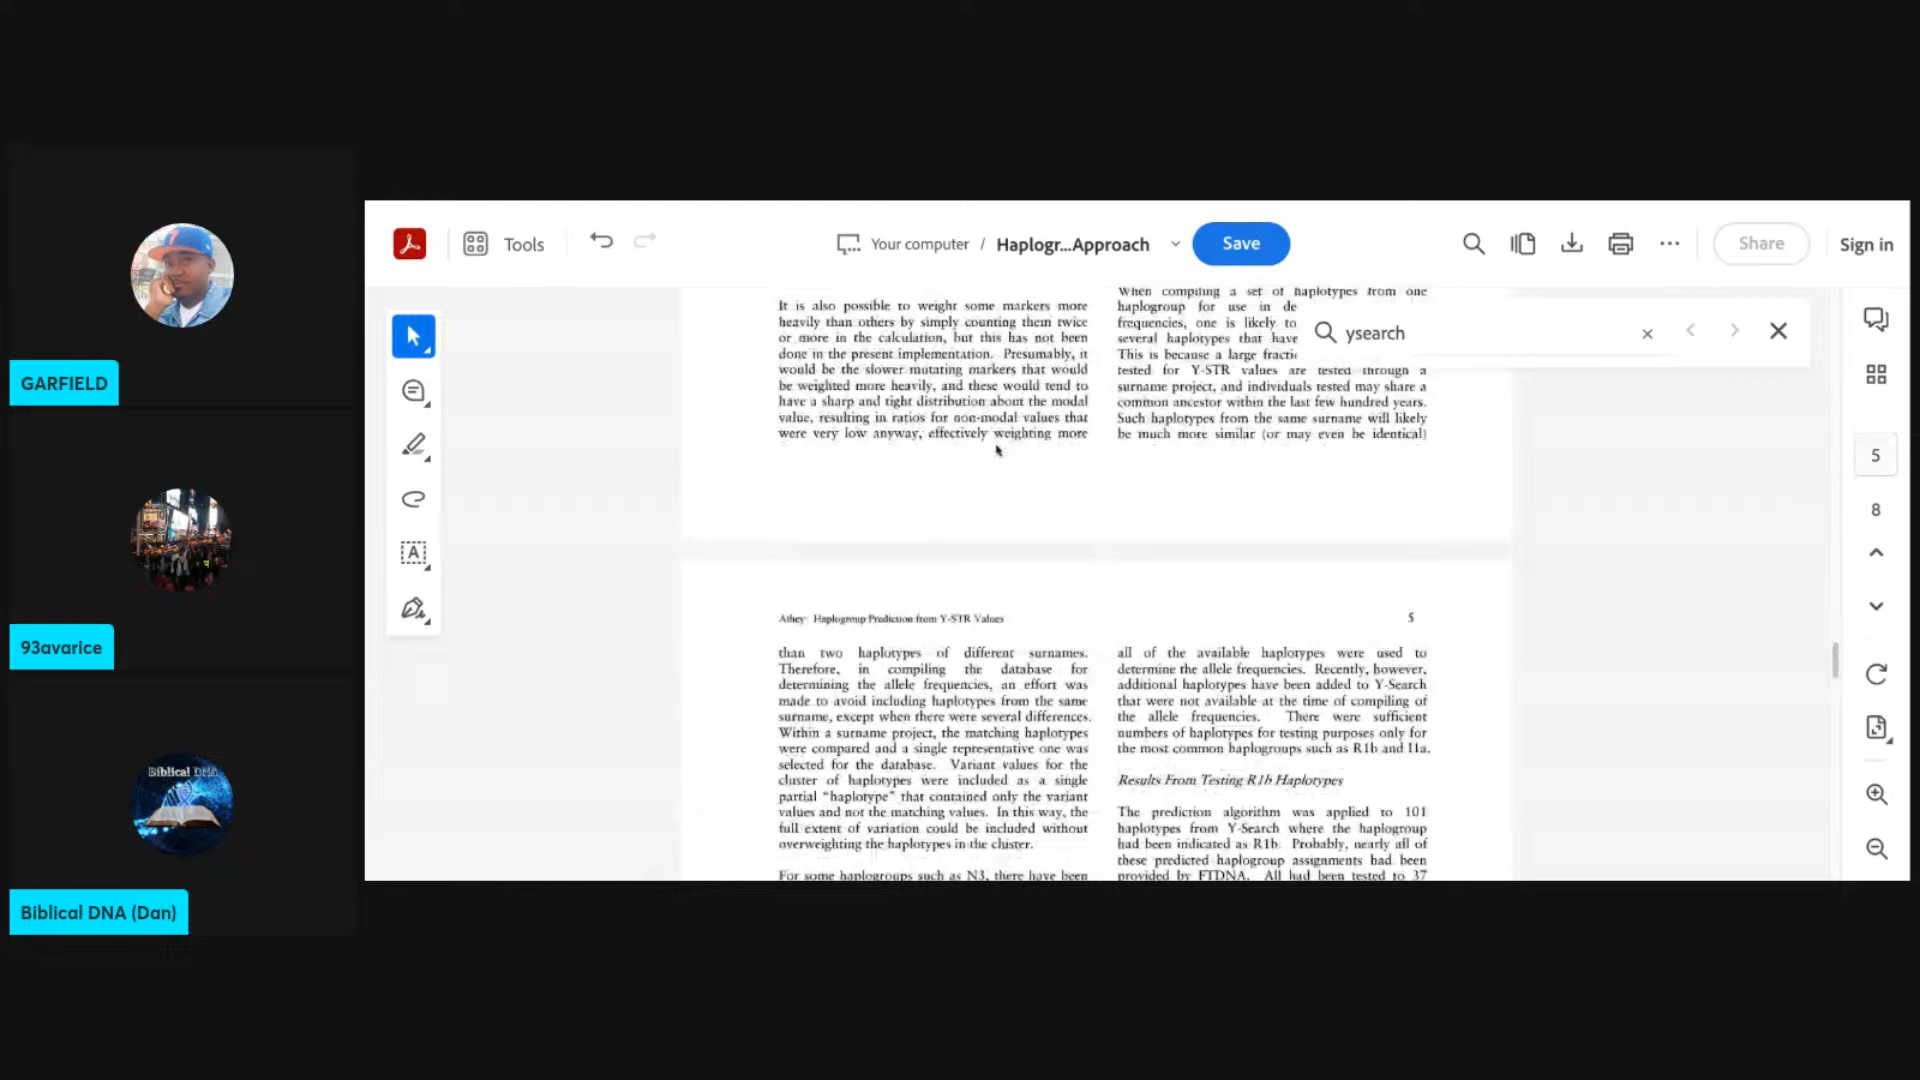 GARFIELD
93avarice
Biblical DNA
Biblical DNA (Dan)
Tools
Your computer / Haplogr...Approach
Save
Share
Sign in
ysearch
5
8
It is also possible to weight some markers more
heavily than others by simply counting them twice
or more in the calculation, but this has not been
done in the present implementation. Presumably, it
would be the slower mutating markers that would
be weighted more heavily, and these would tend to
have a sharp and tight distribution about the modal
value, resulting in ratios for non-modal values that
were very low anyway, effectively weighting more
When compiling a set of haplotypes from one
haplogroup for use in de
frequencies, one is likely to
several haplotypes that have
This is because a large fracti
tested for Y-STR values are tested through a
surname project, and individuals tested may share a
common ancestor within the last few hundred years.
Such haplotypes from the same surname will likely
be much more similar (or may even be identical)
Athey: Haplogroup Prediction from Y-STR Values
5
than two haplotypes of different surnames.
Therefore, in compiling the database for
determining the allele frequencies, an effort was
made to avoid including haplotypes from the same
surname, except when there were several differences.
Within a surname project, the matching haplotypes
were compared and a single representative one was
selected for the database. Variant values for the
cluster of haplotypes were included as a single
partial "haplotype" that contained only the variant
values and not the matching values. In this way, the
full extent of variation could be included without
overweighting the haplotypes in the cluster.
For some haplogroups such as N3, there have been
all of the available haplotypes were used to
determine the allele frequencies. Recently, however,
additional haplotypes have been added to Y-Search
that were not available at the time of compiling of
the allele frequencies. There were sufficient
numbers of haplotypes for testing purposes only for
the most common haplogroups such as R1b and I1a.
Results From Testing R1b Haplotypes
The prediction algorithm was applied to 101
haplotypes from Y-Search where the haplogroup
had been indicated as R1b. Probably, nearly all of
these predicted haplogroup assignments had been
provided by FTDNA. All had been tested to 37